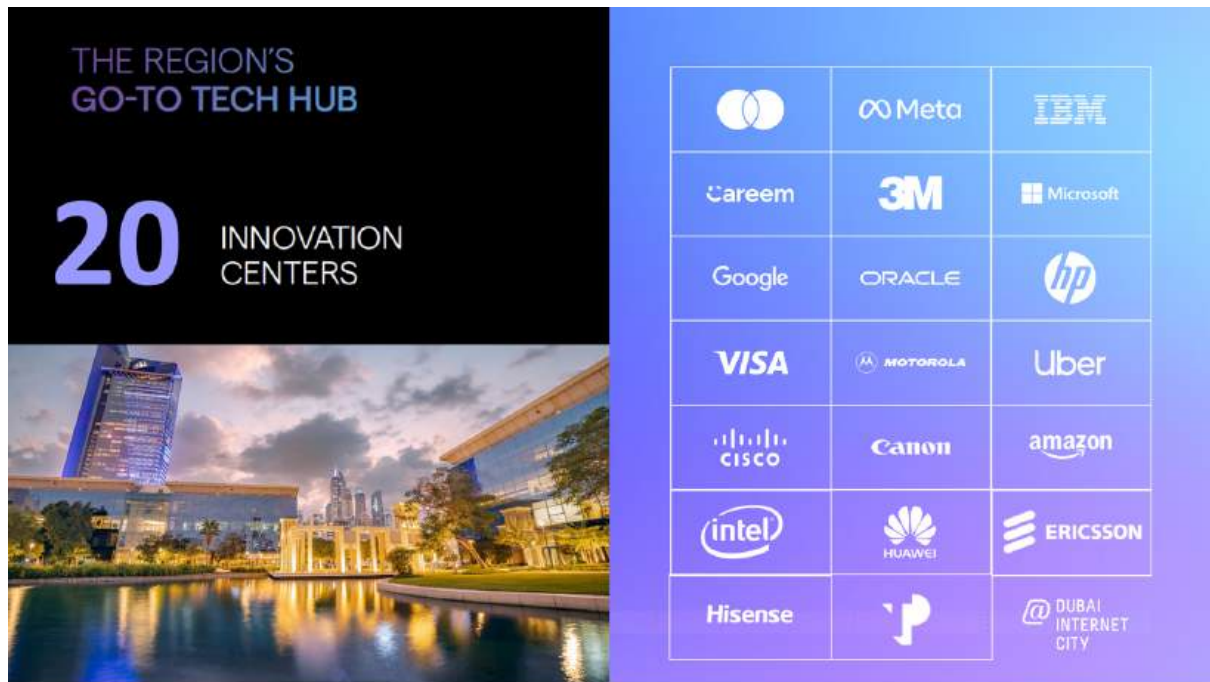 THE REGION'S
GO-TO TECH HUB
20
INNOVATION
CENTERS
Meta
IBM
Careem
3M
Microsoft
Google
ORACLE
hp
VISA
MOTOROLA
Uber
CISCO
Canon
amazon
intel
HUAWEI
ERICSSON
Hisense
@ DUBAI
INTERNET
CITY